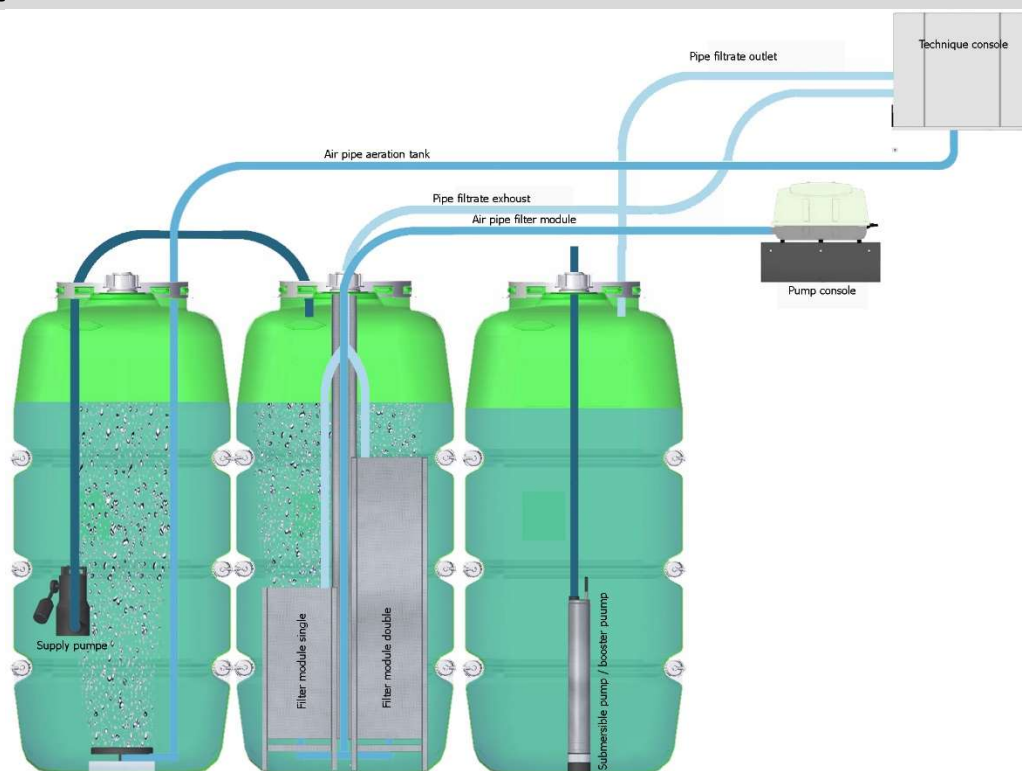 Technique console
Pipe filtrate outlet
Air pipe aeration tank
Pipe filtrate exhust
Air pipe filter module
Pump console
Supply pumpe
Filter module single
Filter module double
Submersible pump / booster puump